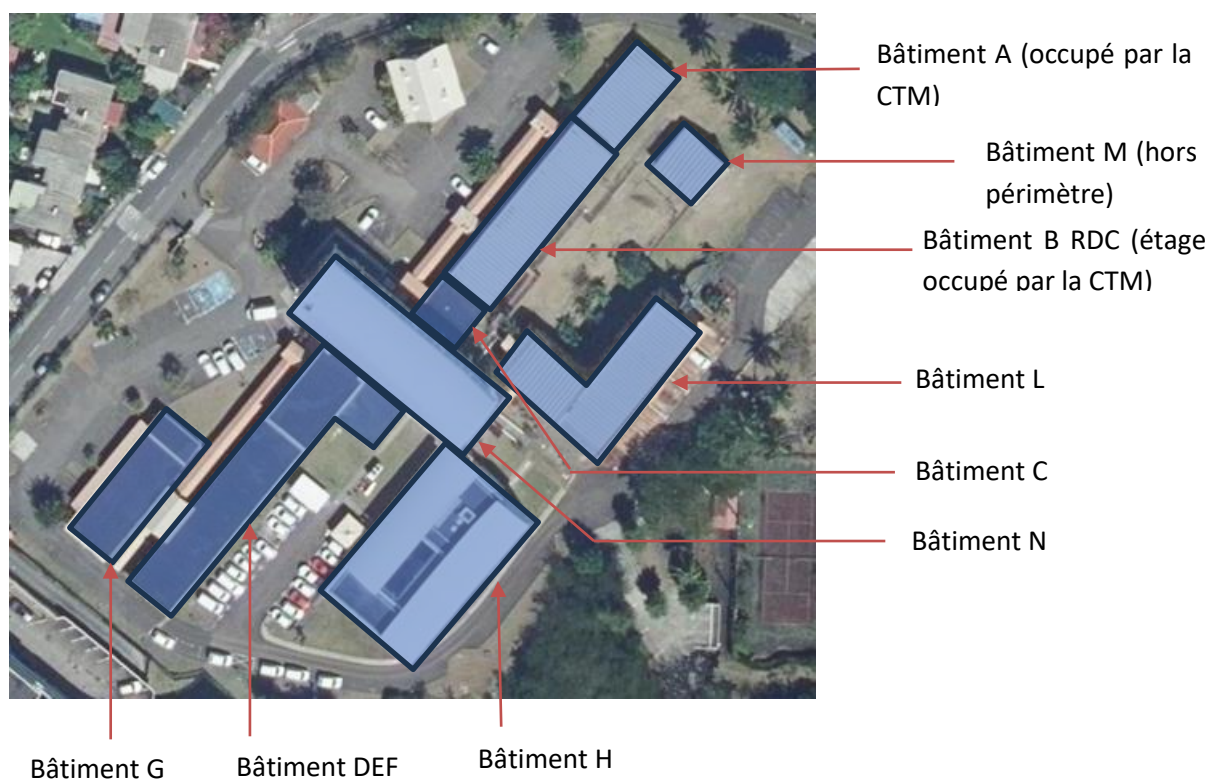 Bâtiment A (occupé par la
CTM)
Bâtiment M (hors
périmètre)
Bâtiment B RDC (étage
occupé par la CTM)
Bâtiment L
Bâtiment C
Bâtiment N
Bâtiment G
Bâtiment DEF
Bâtiment H